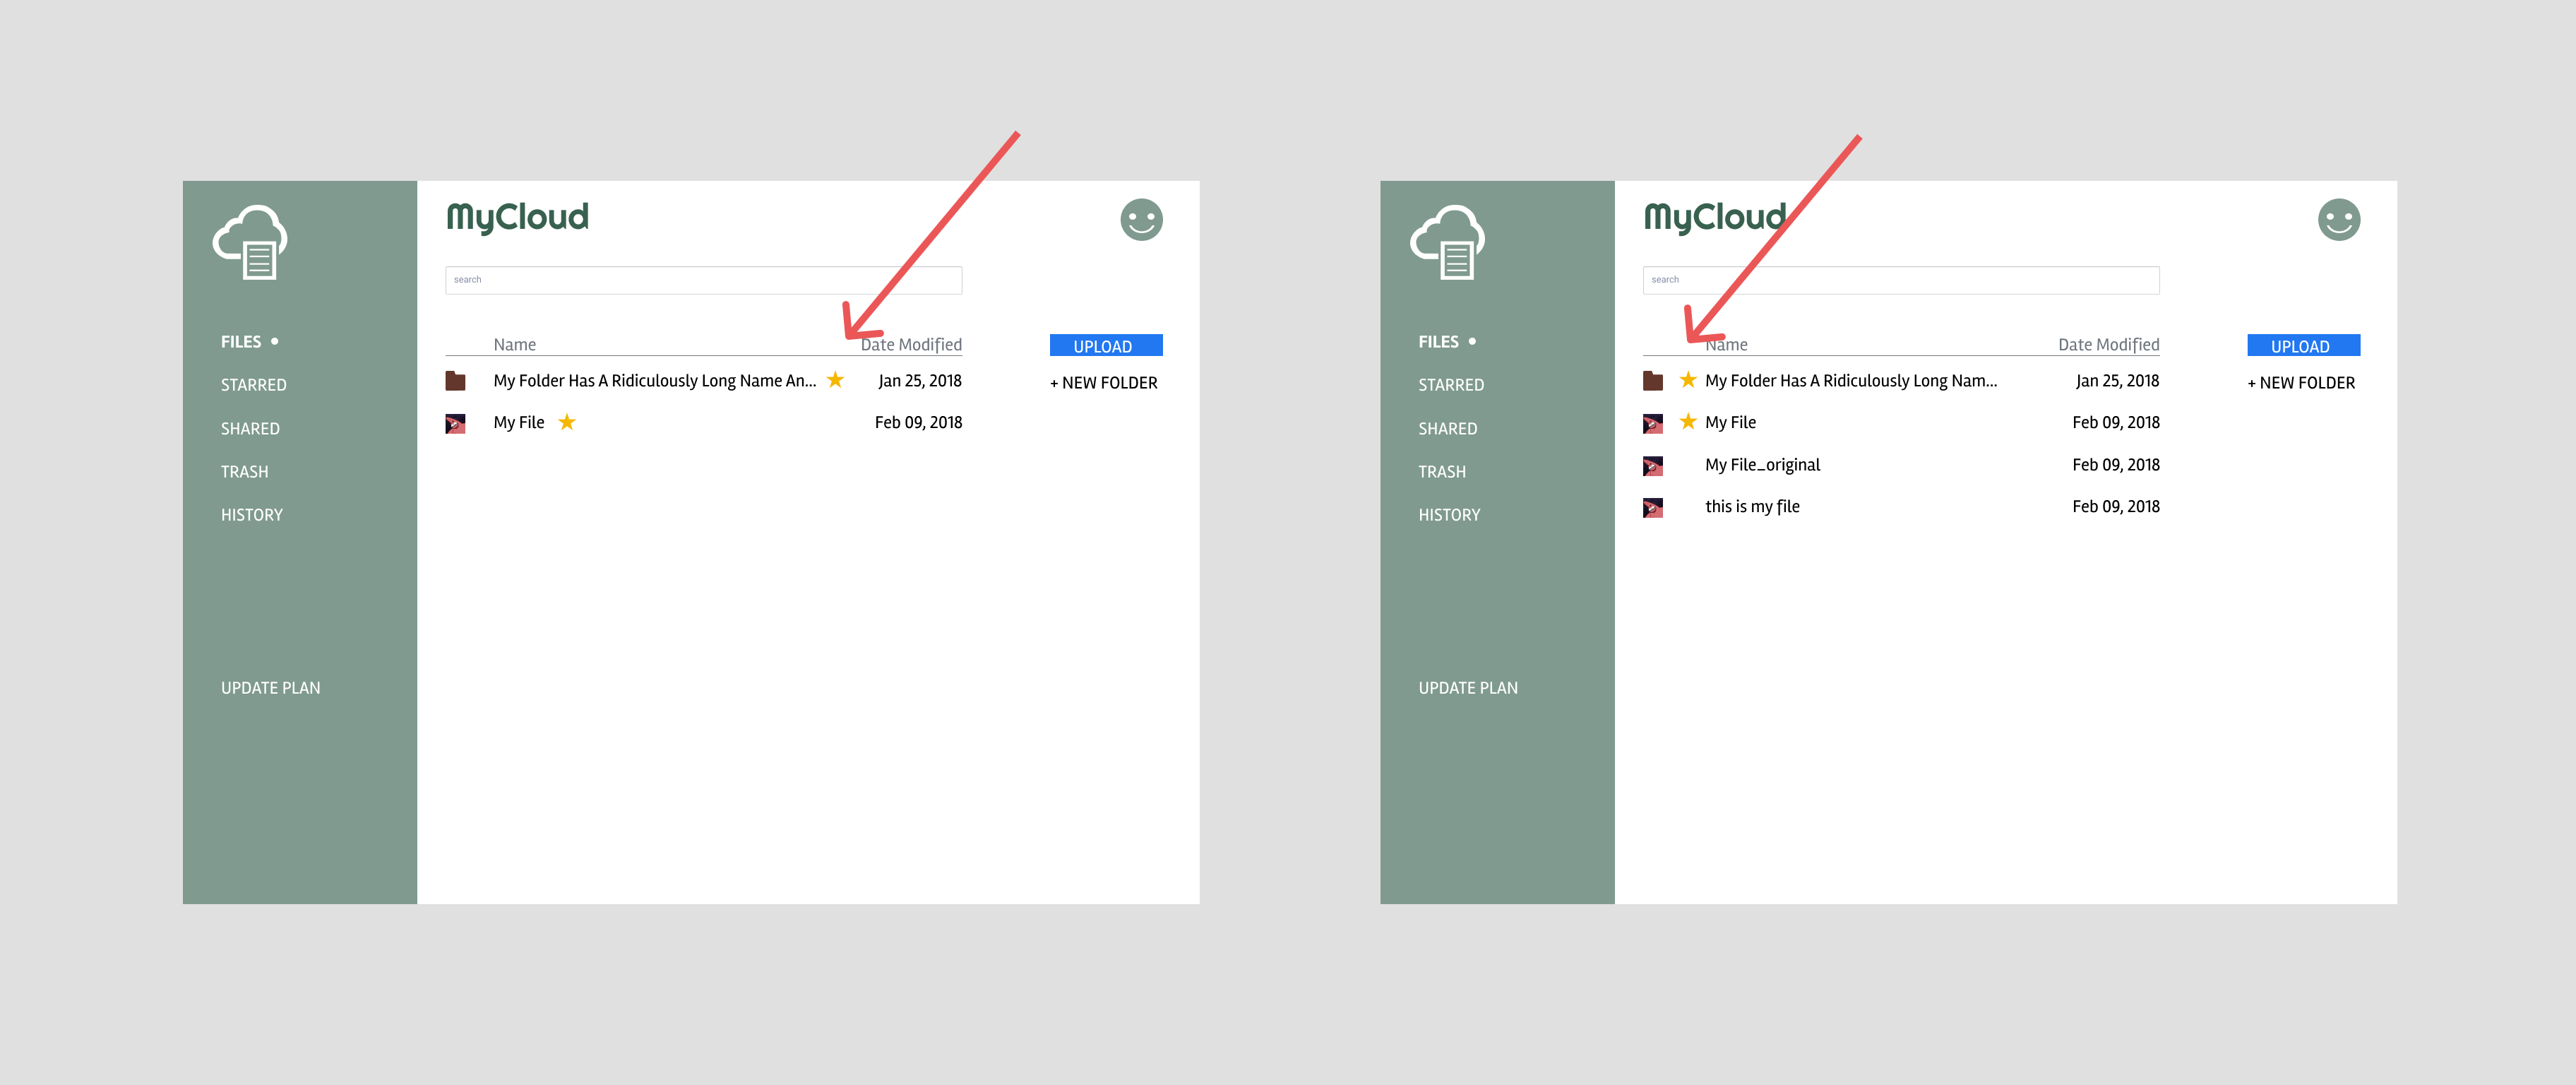 MyCloud
search
FILES
STARRED
SHARED
TRASH
HISTORY
UPDATE PLAN
Name Date Modified
My Folder Has A Ridiculously Long Name An... Jan 25, 2018
My File Feb 09, 2018
UPLOAD
+ NEW FOLDER
MyCloud
search
FILES
STARRED
SHARED
TRASH
HISTORY
UPDATE PLAN
Name Date Modified
My Folder Has A Ridiculously Long Nam... Jan 25, 2018
My File Feb 09, 2018
My File_original Feb 09, 2018
this is my file Feb 09, 2018
UPLOAD
+ NEW FOLDER